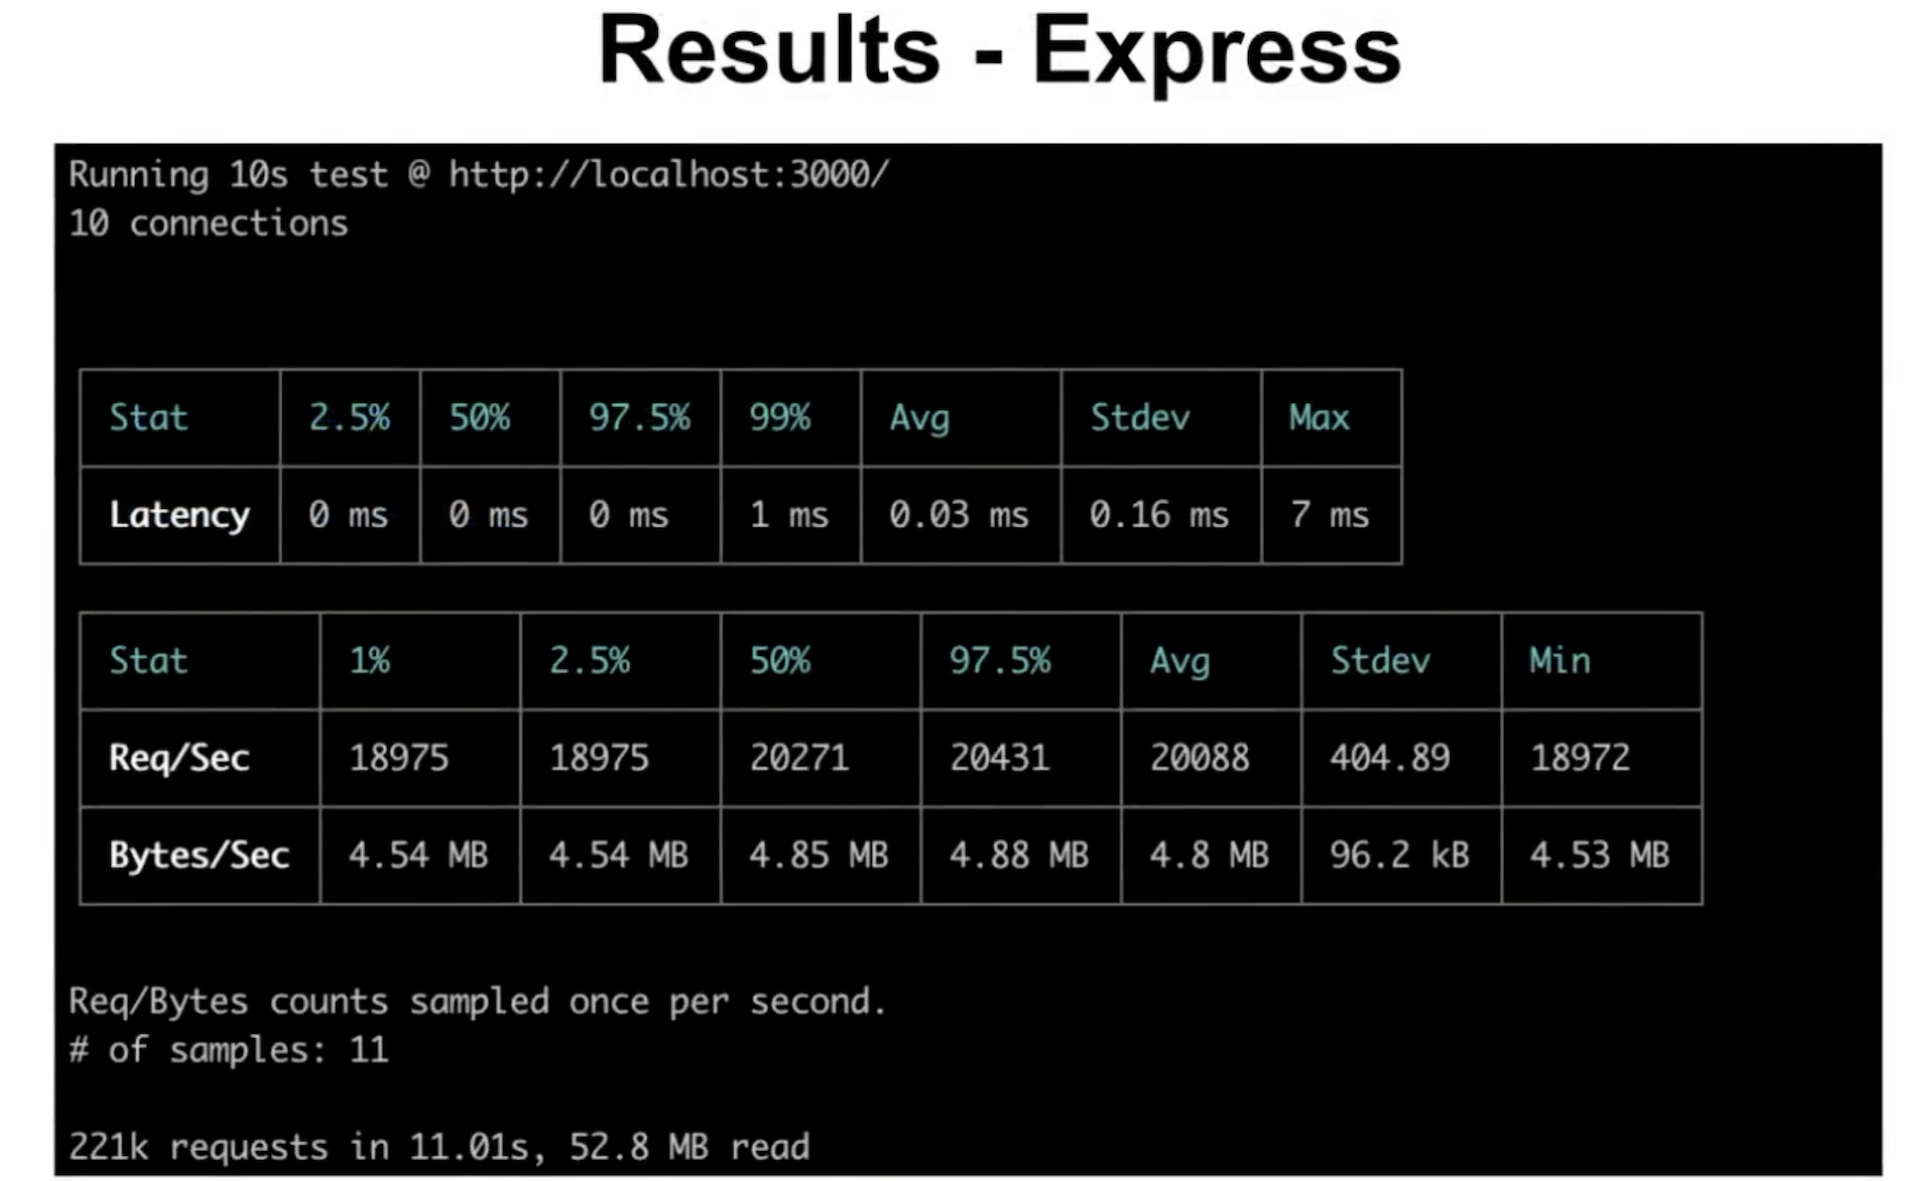 Results - Express
Running 10s test @ http://localhost:3000/
10 connections
Stat 2.5% 50% 97.5% 99% Avg Stdev Max
Latency 0 ms 0 ms 0 ms 1 ms 0.03 ms 0.16 ms 7 ms
Stat 1% 2.5% 50% 97.5% Avg Stdev Min
Req/Sec 18975 18975 20271 20431 20088 404.89 18972
Bytes/Sec 4.54 MB 4.54 MB 4.85 MB 4.88 MB 4.8 MB 96.2 kB 4.53 MB
Req/Bytes counts sampled once per second.
# of samples: 11
221k requests in 11.01s, 52.8 MB read